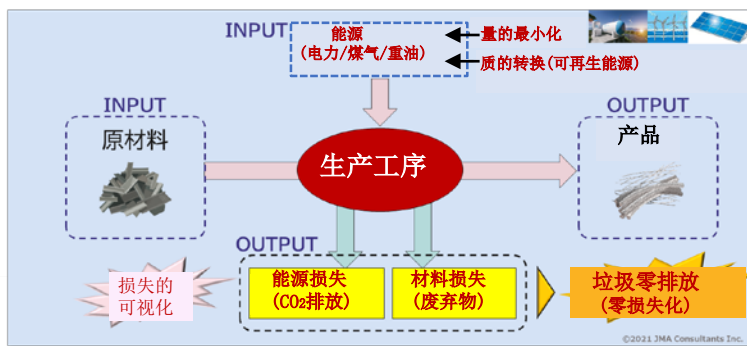 INPUT
能源
(电力/煤气/重油)
量的最小化
质的转换(可再生能源)
INPUT
原材料
生产工序
OUTPUT
产品
OUTPUT
损失的
可视化
能源损失
(CO₂排放)
材料损失
(废弃物)
垃圾零排放
(零损失化)
©2021 JMA Consultants Inc.